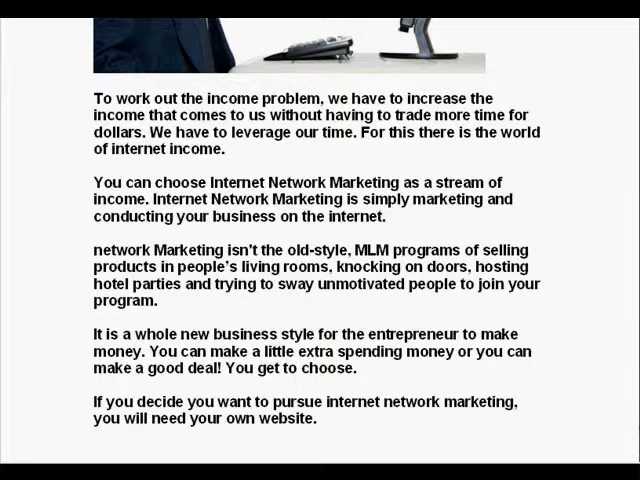 To work out the income problem, we have to increase the
income that comes to us without having to trade more time for
dollars. We have to leverage our time. For this there is the world
of internet income.
You can choose Internet Network Marketing as a stream of
income. Internet Network Marketing is simply marketing and
conducting your business on the internet.
network Marketing isn't the old-style, MLM programs of selling
products in people's living rooms, knocking on doors, hosting
hotel parties and trying to sway unmotivated people to join your
program.
It is a whole new business style for the entrepreneur to make
money. You can make a little extra spending money or you can
make a good deal! You get to choose.
If you decide you want to pursue internet network marketing,
you will need your own website.